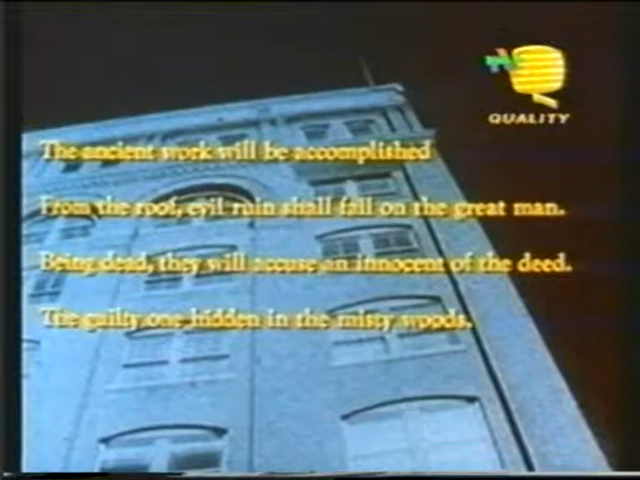 QUALITY
The ancient work will be accomplished
From the roof, evil ruin shall fall on the great man.
Being dead, they will accuse an innocent of the deed.
The guilty one hidden in the misty woods.